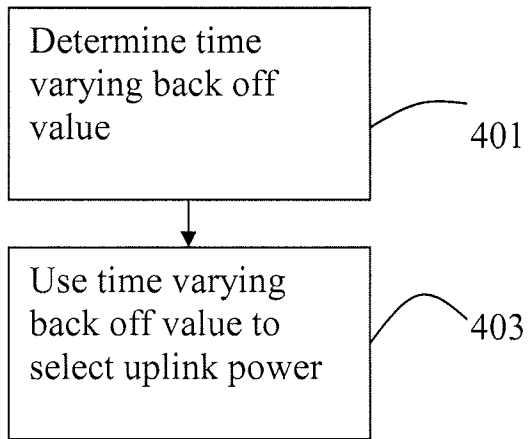 Determine time
varying back off
value
401
Use time varying
back off value to
select uplink power
403